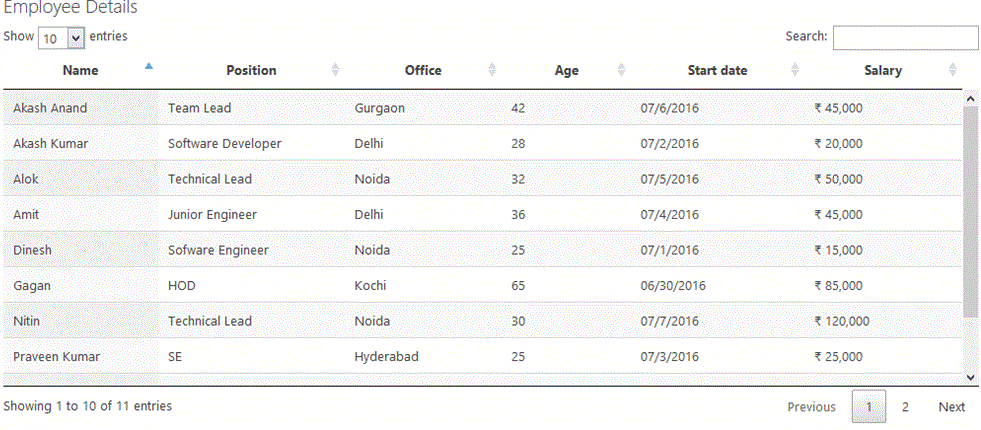 Employee Details
Show 10 entries Search:
Name Position Office Age Start date Salary
Akash Anand Team Lead Gurgaon 42 07/6/2016 ₹ 45,000
Akash Kumar Software Developer Delhi 28 07/2/2016 ₹ 20,000
Alok Technical Lead Noida 32 07/5/2016 ₹ 50,000
Amit Junior Engineer Delhi 36 07/4/2016 ₹ 45,000
Dinesh Sofware Engineer Noida 25 07/1/2016 ₹ 15,000
Gagan HOD Kochi 65 06/30/2016 ₹ 85,000
Nitin Technical Lead Noida 30 07/7/2016 ₹ 120,000
Praveen Kumar SE Hyderabad 25 07/3/2016 ₹ 25,000
Showing 1 to 10 of 11 entries Previous 1 2 Next